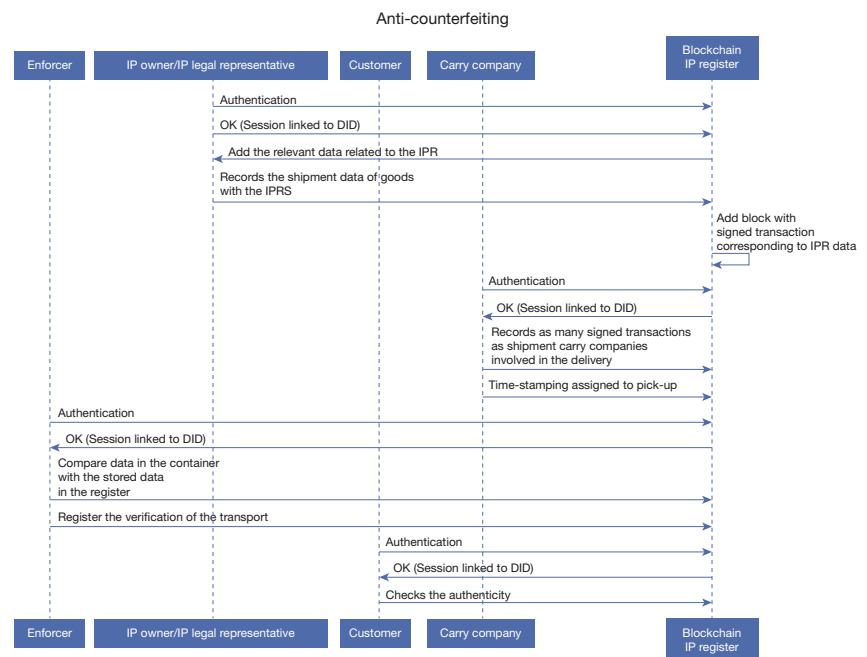 Anti-counterfeiting
Enforcer
IP owner/IP legal representative
Customer
Carry company
Blockchain
IP register
Authentication
OK (Session linked to DID)
Add the relevant data related to the IPR
Records the shipment data of goods
with the IPRS
Add block with
signed transaction
corresponding to IPR data
Authentication
OK (Session linked to DID)
Records as many signed transactions
as shipment carry companies
involved in the delivery
Time-stamping assigned to pick-up
Authentication
OK (Session linked to DID)
Compare data in the container
with the stored data
in the register
Register the verification of the transport
Authentication
OK (Session linked to DID)
Checks the authenticity
Enforcer
IP owner/IP legal representative
Customer
Carry company
Blockchain
IP register